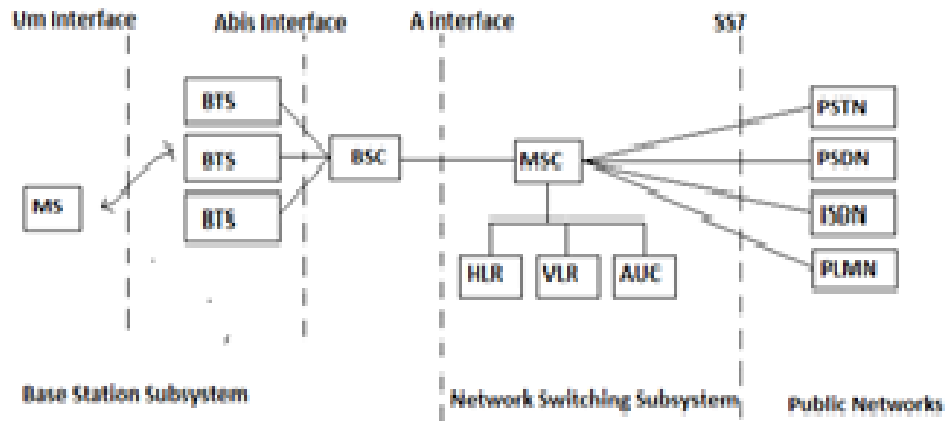 Um Interface
Abis Interface
A interface
SS7
BTS
BTS
BTS
MS
BSC
MSC
HLR
VLR
AUC
PSTN
PSDN
ISDN
PLMN
Base Station Subsystem
Network Switching Subsystem
Public Networks